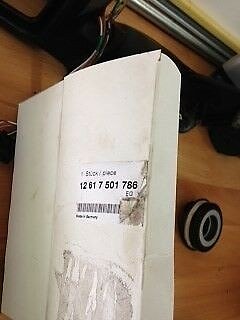 1 Stück / piece
12 61 7 501 786
EG
Made in Germany